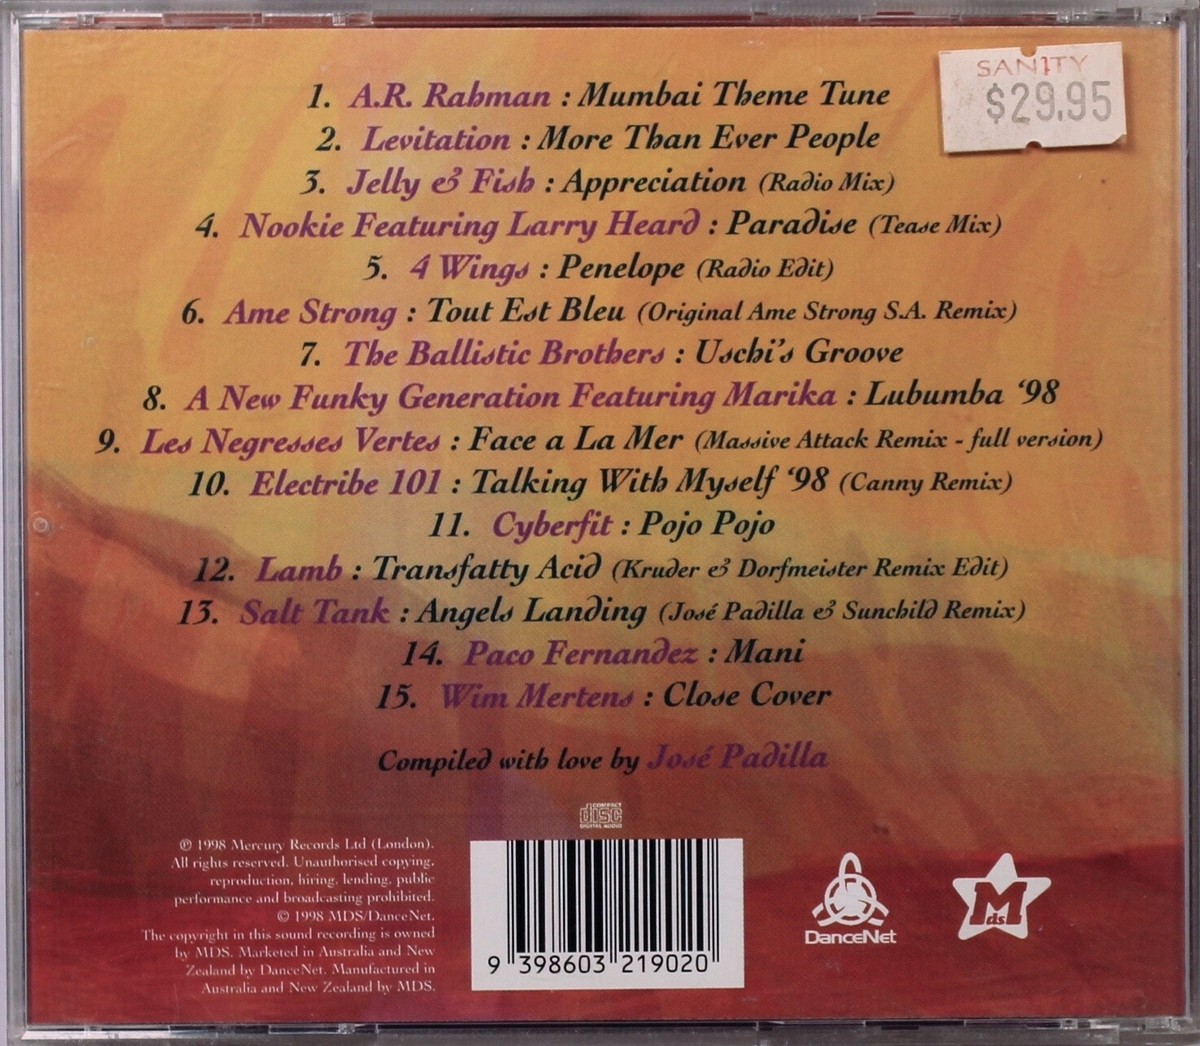 SANITY
$29.95
1. A.R. Rahman : Mumbai Theme Tune
2. Levitation : More Than Ever People
3. Jelly & Fish : Appreciation (Radio Mix)
4. Nookie Featuring Larry Heard : Paradise (Tease Mix)
5. 4 Wings : Penelope (Radio Edit)
6. Ame Strong : Tout Est Bleu (Original Ame Strong S.A. Remix)
7. The Ballistic Brothers : Uschi's Groove
8. A New Funky Generation Featuring Marika : Lubumba '98
9. Les Negresses Vertes : Face a La Mer (Massive Attack Remix - full version)
10. Electribe 101 : Talking With Myself '98 (Canny Remix)
11. Cyberfit : Pojo Pojo
12. Lamb : Transfatty Acid (Kruder & Dorfmeister Remix Edit)
13. Salt Tank : Angels Landing (José Padilla & Sunchild Remix)
14. Paco Fernandez : Mani
15. Wim Mertens : Close Cover
Compiled with love by José Padilla
COMPACT
disc
DIGITAL AUDIO
℗ 1998 Mercury Records Ltd (London).
All rights reserved. Unauthorised copying,
reproduction, hiring, lending, public
performance and broadcasting prohibited.
© 1998 MDS/DanceNet.
The copyright in this sound recording is owned
by MDS. Marketed in Australia and New
Zealand by DanceNet. Manufactured in
Australia and New Zealand by MDS.
9 398603 219020
DanceNet
Mds